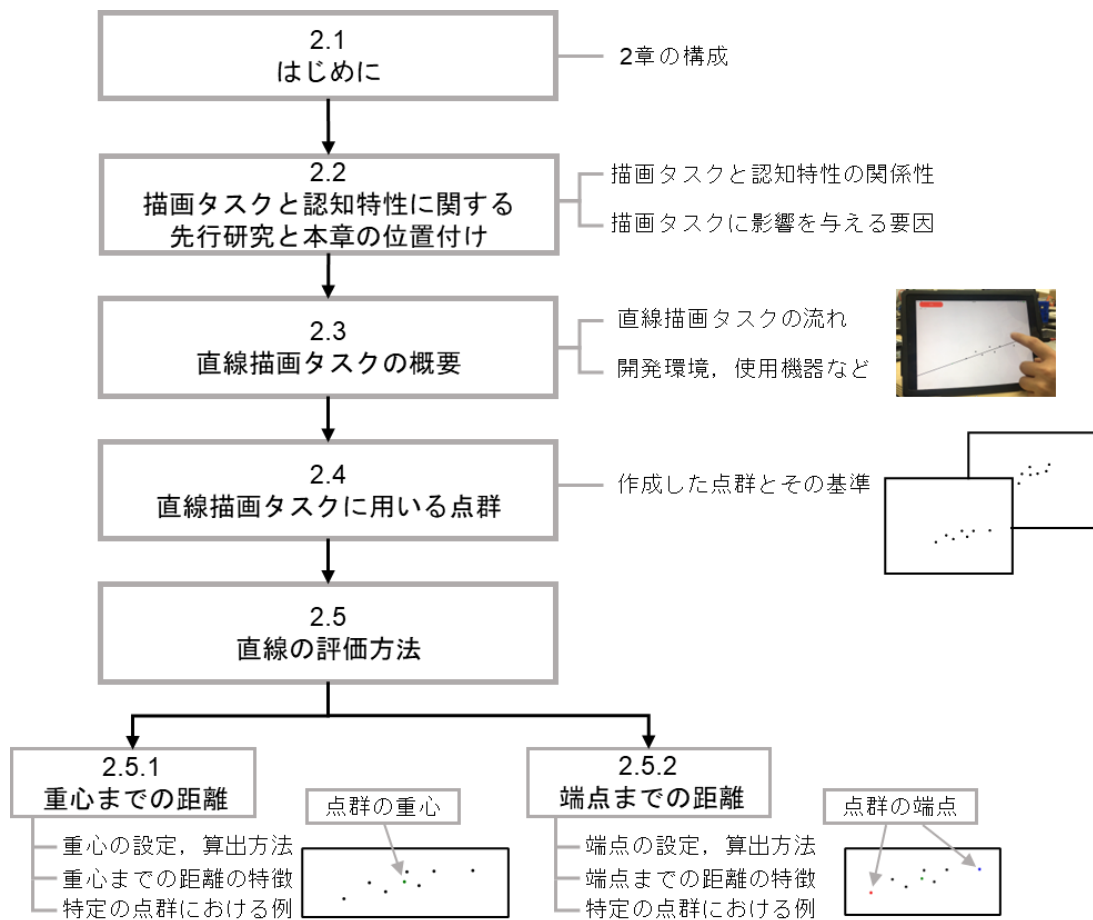 2.1
はじめに
2章の構成
2.2
描画タスクと認知特性に関する
先行研究と本章の位置付け
描画タスクと認知特性の関係性
描画タスクに影響を与える要因
2.3
直線描画タスクの概要
直線描画タスクの流れ
開発環境，使用機器など
2.4
直線描画タスクに用いる点群
作成した点群とその基準
2.5
直線の評価方法
2.5.1
重心までの距離
点群の重心
重心の設定，算出方法
重心までの距離の特徴
特定の点群における例
2.5.2
端点までの距離
点群の端点
端点の設定，算出方法
端点までの距離の特徴
特定の点群における例